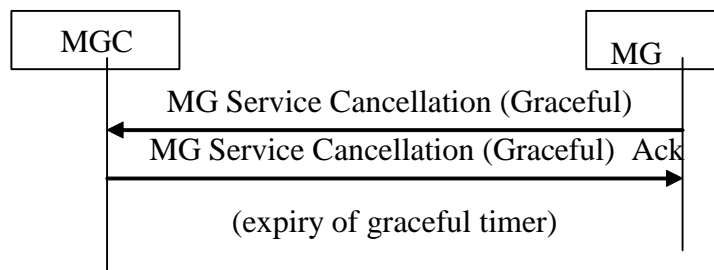 MGC
MG
MG Service Cancellation (Graceful)
MG Service Cancellation (Graceful) Ack
(expiry of graceful timer)